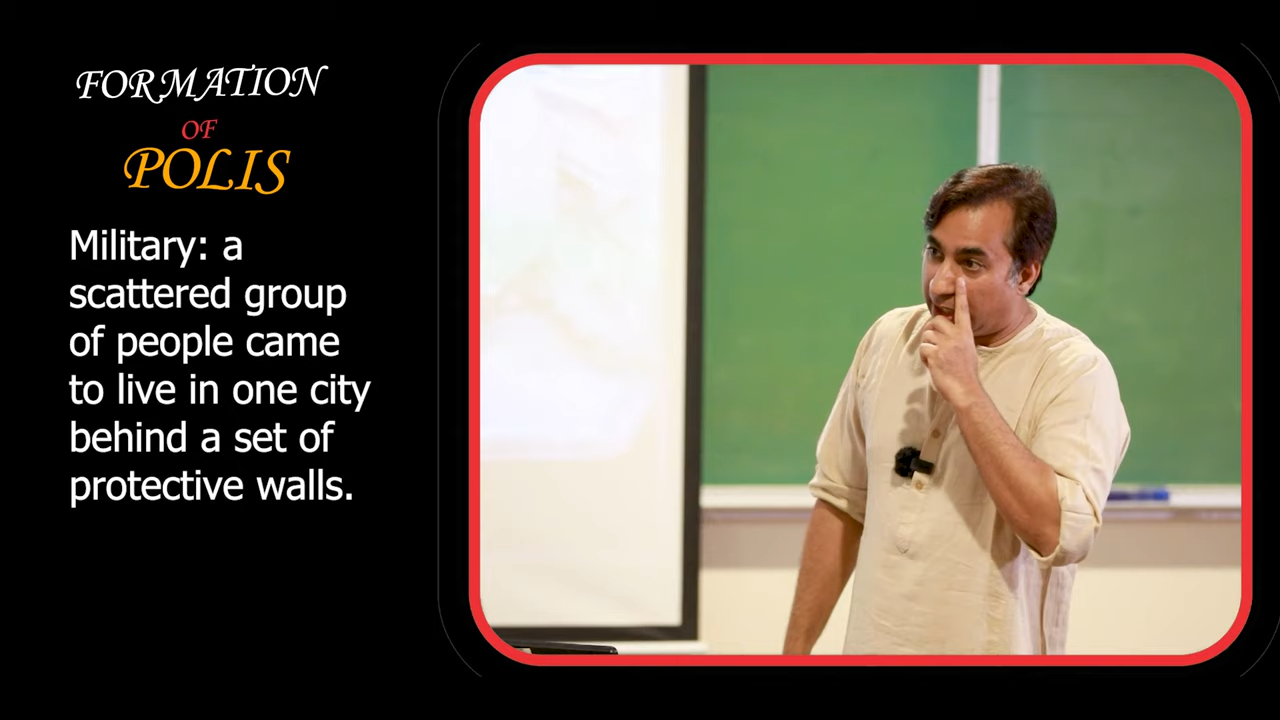 FORMATION
OF
POLIS
Military: a
scattered group
of people came
to live in one city
behind a set of
protective walls.